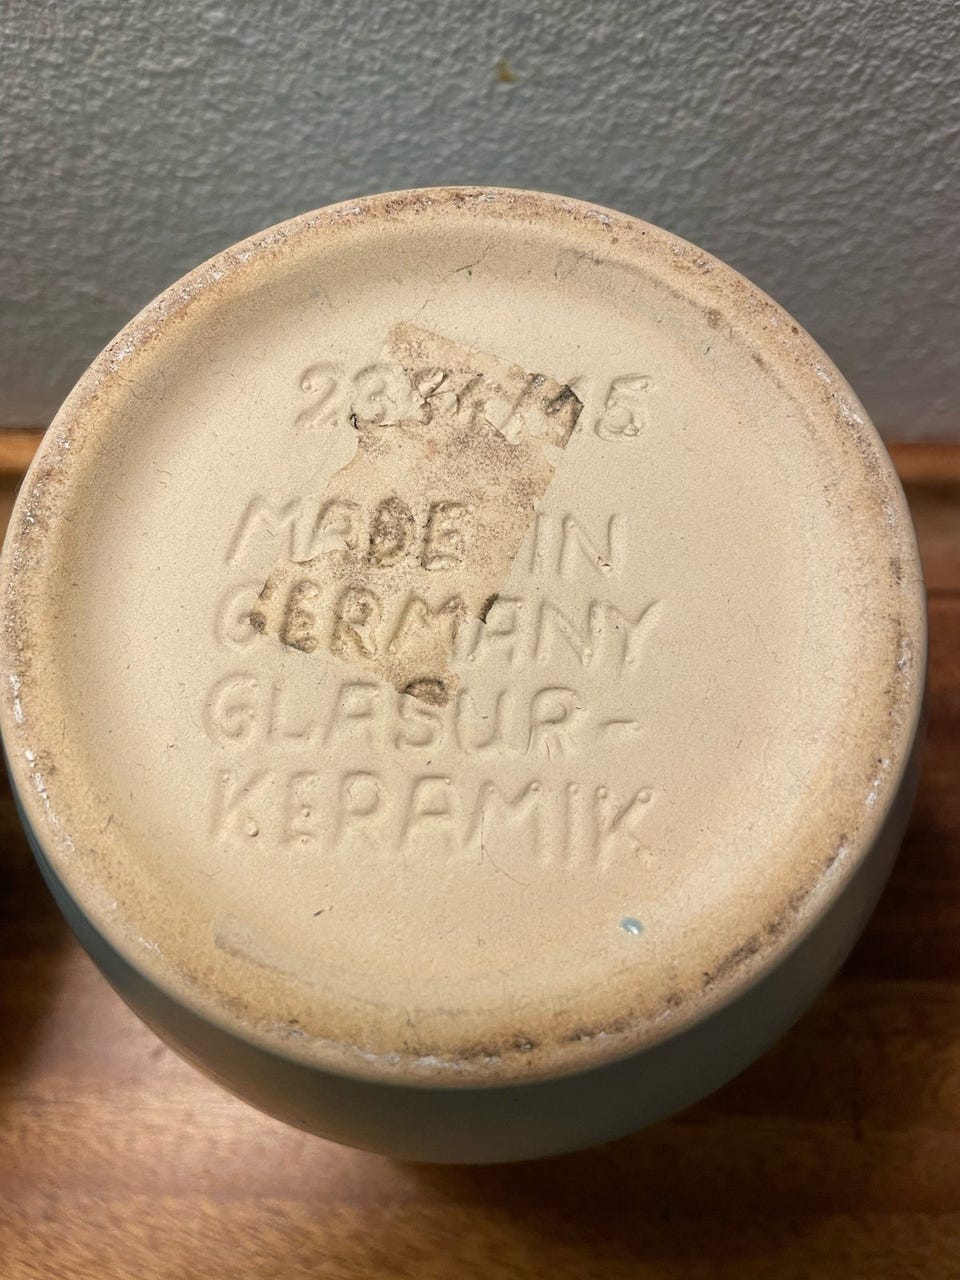 MADE IN
GERMANY
GLASUR-
KERAMIK